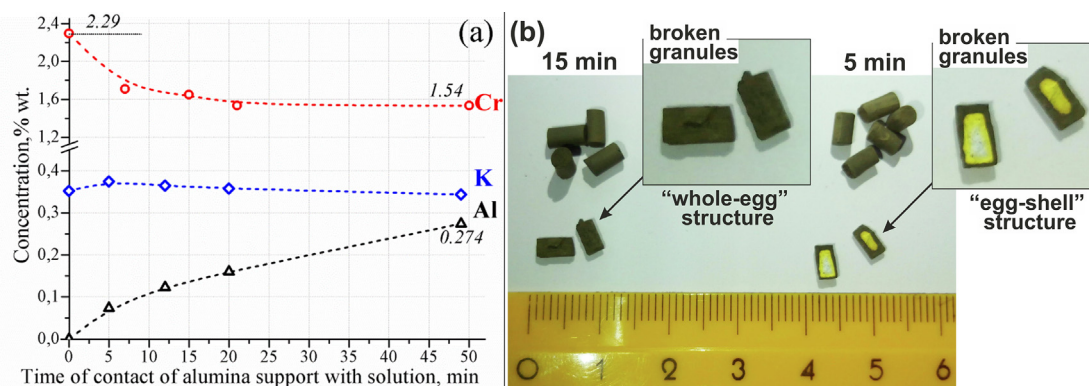 (a)
2.29
2,4
2,0
1,6
1,2
0,4
0,3
0,2
0,1
0,0
Concentration,% wt.
1.54
Cr
K
Al
0.274
0 5 10 15 20 25 30 35 40 45 50
Time of contact of alumina support with solution, min
(b)
15 min
broken
granules
"whole-egg"
structure
5 min
broken
granules
"egg-shell"
structure
0 1 2 3 4 5 6